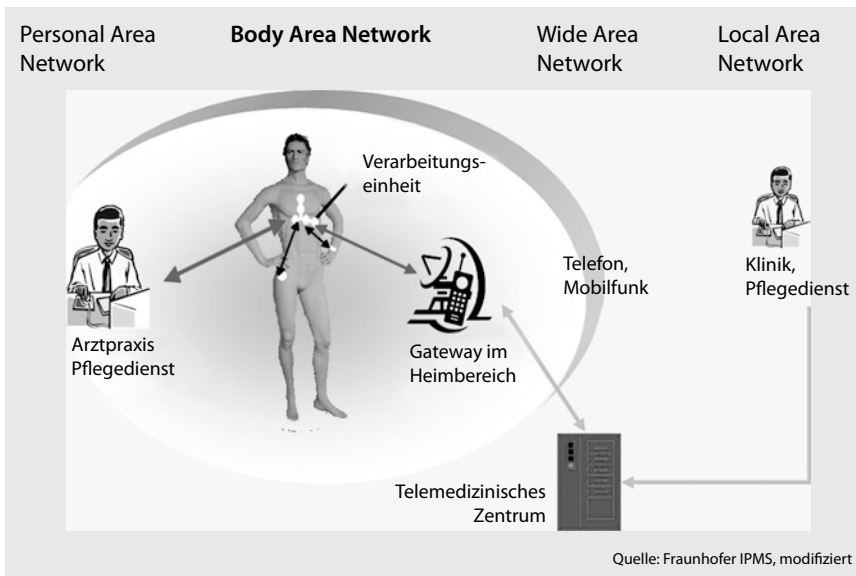 Personal Area
Network
Body Area Network
Wide Area
Network
Local Area
Network
Verarbeitungs-
einheit
Arztpraxis
Pflegedienst
Gateway im
Heimbereich
Telefon,
Mobilfunk
Klinik,
Pflegedienst
Telemedizinisches
Zentrum
Quelle: Fraunhofer IPMS, modifiziert